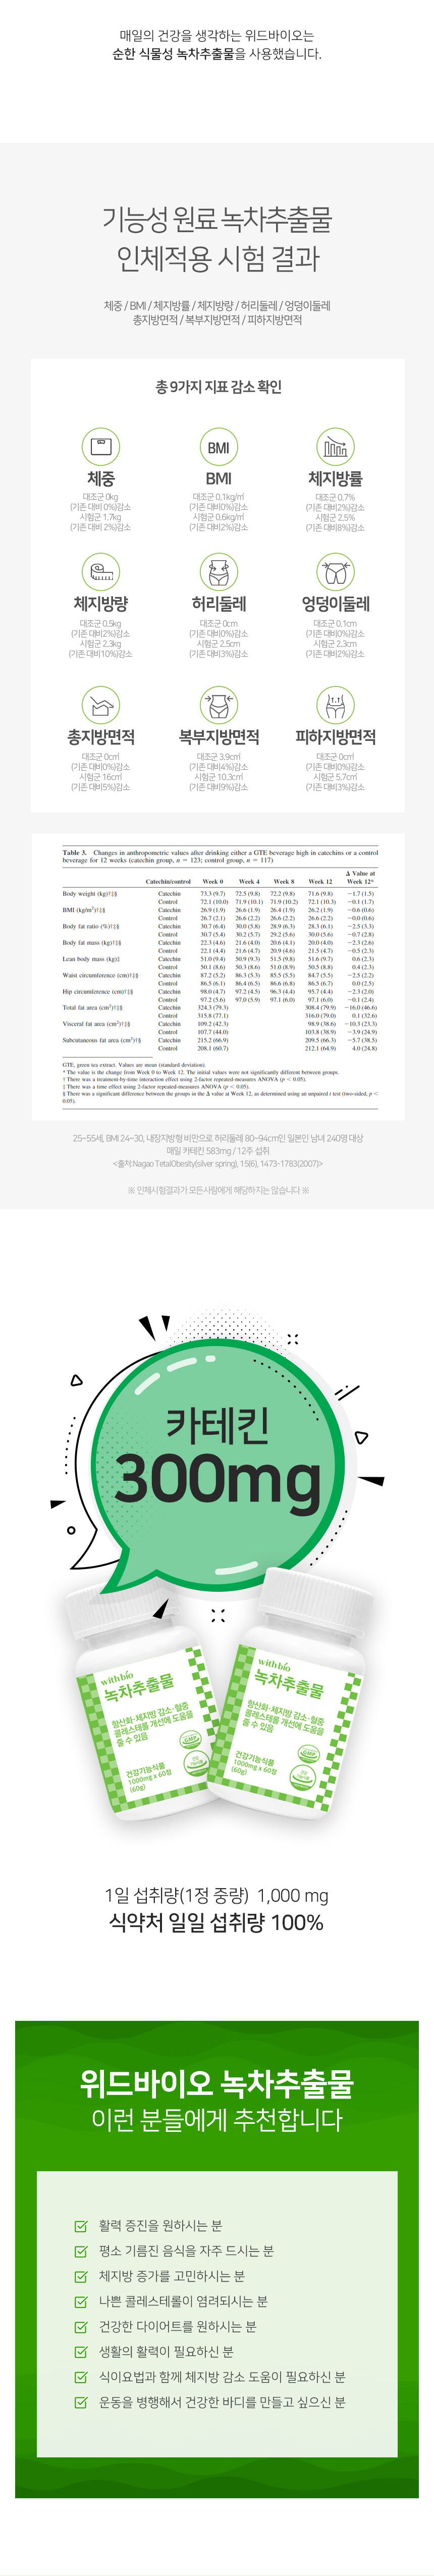 매일의 건강을 생각하는 위드바이오는
순한 식물성 녹차추출물을 사용했습니다.
기능성 원료 녹차추출물
인체적용 시험 결과
체중 / BMI / 체지방률 / 체지방량 / 허리둘레 / 엉덩이둘레
총지방면적 / 복부지방면적 / 피하지방면적
총 9가지 지표 감소 확인
BMI
체중
대조군 0kg
(기존 대비 0%)감소
시험군 1.7kg
(기존 대비 2%)감소
BMI
대조군 0.1kg/㎡
(기존 대비0%)감소
시험군 0.6kg/㎡
(기존 대비2%)감소
체지방률
대조군 0.7%
(기존 대비2%)감소
시험군 2.5%
(기존 대비8%)감소
체지방량
대조군 0.5kg
(기존 대비2%)감소
시험군 2.3kg
(기존 대비10%)감소
허리둘레
대조군 0cm
(기존 대비0%)감소
시험군 2.5cm
(기존 대비3%)감소
엉덩이둘레
대조군 0.1cm
(기존 대비0%)감소
시험군 2.3cm
(기존 대비2%)감소
총지방면적
대조군 0㎠
(기존 대비0%)감소
시험군 16㎠
(기존 대비5%)감소
복부지방면적
대조군 3.9㎠
(기존 대비4%)감소
시험군 10.3㎠
(기존 대비9%)감소
피하지방면적
대조군 0㎠
(기존 대비0%)감소
시험군 5.7㎠
(기존 대비3%)감소
Table 3. Changes in anthropometric values after drinking either a GTE beverage high in catechins or a control
beverage for 12 weeks (catechin group, n = 123; control group, n = 117)
Δ Value at
Catechin/control Week 0 Week 4 Week 8 Week 12 Week 12*
Body weight (kg)†‡§ Catechin 73.3 (9.7) 72.5 (9.8) 72.2 (9.8) 71.6 (9.8) −1.7 (1.5)
Control 72.1 (10.0) 71.9 (10.1) 71.9 (10.2) 72.1 (10.3) −0.1 (1.7)
BMI (kg/m²)†‡§ Catechin 26.9 (1.9) 26.6 (1.9) 26.4 (1.9) 26.2 (1.9) −0.6 (0.6)
Control 26.7 (2.1) 26.6 (2.2) 26.6 (2.2) 26.6 (2.2) −0.0 (0.6)
Body fat ratio (%)†‡§ Catechin 30.7 (6.4) 30.0 (5.8) 28.9 (6.3) 28.3 (6.1) −2.5 (3.3)
Control 30.7 (5.4) 30.2 (5.7) 29.2 (5.6) 30.0 (5.6) −0.7 (2.8)
Body fat mass (kg)†‡§ Catechin 22.3 (4.6) 21.6 (4.0) 20.6 (4.1) 20.0 (4.0) −2.3 (2.6)
Control 22.1 (4.4) 21.6 (4.7) 20.9 (4.6) 21.5 (4.7) −0.5 (2.3)
Lean body mass (kg)‡ Catechin 51.0 (9.4) 50.9 (9.3) 51.5 (9.8) 51.6 (9.7) 0.6 (2.3)
Control 50.1 (8.6) 50.3 (8.6) 51.0 (8.9) 50.5 (8.8) 0.4 (2.3)
Waist circumference (cm)†‡§ Catechin 87.2 (5.2) 86.3 (5.3) 85.5 (5.5) 84.7 (5.5) −2.5 (2.2)
Control 86.5 (6.1) 86.4 (6.5) 86.6 (6.8) 86.5 (6.7) 0.0 (2.5)
Hip circumference (cm)†‡§ Catechin 98.0 (4.7) 97.2 (4.5) 96.3 (4.4) 95.7 (4.4) −2.3 (2.0)
Control 97.2 (5.6) 97.0 (5.9) 97.1 (6.0) 97.1 (6.0) −0.1 (2.4)
Total fat area (cm²)†‡§ Catechin 324.3 (79.3) 308.4 (79.9) −16.0 (46.6)
Control 315.8 (77.1) 316.0 (79.0) 0.1 (32.6)
Visceral fat area (cm²)†‡§ Catechin 109.2 (42.3) 98.9 (38.6) −10.3 (23.3)
Control 107.7 (44.0) 103.8 (38.9) −3.9 (24.9)
Subcutaneous fat area (cm²)†§ Catechin 215.2 (66.9) 209.5 (66.3) −5.7 (38.5)
Control 208.1 (60.7) 212.1 (64.9) 4.0 (24.8)
GTE, green tea extract. Values are mean (standard deviation).
* The value is the change from Week 0 to Week 12. The initial values were not significantly different between groups.
† There was a treatment-by-time interaction effect using 2-factor repeated-measures ANOVA (p < 0.05).
‡ There was a time effect using 2-factor repeated-measures ANOVA (p < 0.05).
§ There was a significant difference between the groups in the Δ value at Week 12, as determined using an unpaired t test (two-sided, p <
0.05).
25~55세, BMI 24~30, 내장지방형 비만으로 허리둘레 80~94cm인 일본인 남녀 240명 대상
매일 카테킨 583mg / 12주 섭취
<출처:Nagao TetalObesity(silver spring), 15(6), 1473-1783(2007)>
※ 인체시험결과가 모든사람에게 해당하지는 않습니다 ※
카테킨
300mg
withbio
녹차추출물
항산화·체지방 감소·혈중
콜레스테롤 개선에 도움을
줄 수 있음
GMP
건강기능식품
1000mg x 60정
(60g)
withbio
녹차추출물
항산화·체지방 감소·혈중
콜레스테롤 개선에 도움을
줄 수 있음
GMP
건강기능식품
1000mg x 60정
(60g)
1일 섭취량(1정 중량) 1,000 mg
식약처 일일 섭취량 100%
위드바이오 녹차추출물
이런 분들에게 추천합니다
활력 증진을 원하시는 분
평소 기름진 음식을 자주 드시는 분
체지방 증가를 고민하시는 분
나쁜 콜레스테롤이 염려되시는 분
건강한 다이어트를 원하시는 분
생활의 활력이 필요하신 분
식이요법과 함께 체지방 감소 도움이 필요하신 분
운동을 병행해서 건강한 바디를 만들고 싶으신 분